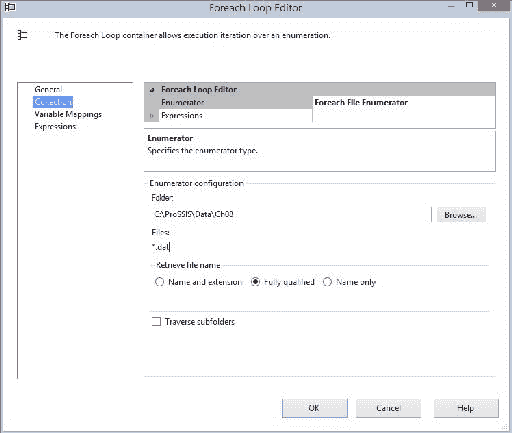 Foreach Loop Editor
The Foreach Loop container allows execution iteration over an enumeration.
General
Collection
Variable Mappings
Expressions
Foreach Loop Editor
Enumerator Foreach File Enumerator
Expressions
Enumerator
Specifies the enumerator type.
Enumerator configuration
Folder:
C:\ProSSIS\Data\Ch08
Browse...
Files:
*.dat
Retrieve file name
Name and extension Fully qualified Name only
Traverse subfolders
OK Cancel Help